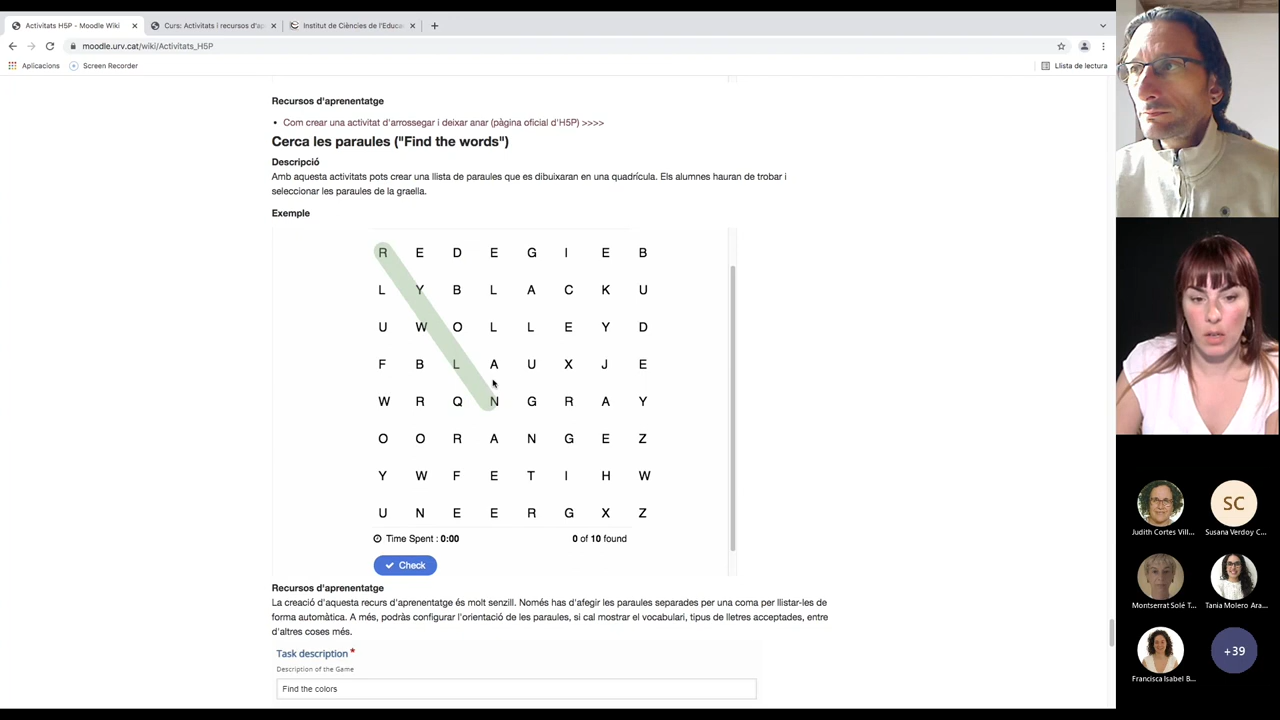 Activitats H5P - Moodle Wiki
Curs: Activitats i recursos d'ap
Institut de Ciències de l'Educa
moodle.urv.cat/wiki/Activitats_H5P
Aplicacions
Screen Recorder
Llista de lectura
Recursos d'aprenentatge
Com crear una activitat d'arrossegar i deixar anar (pàgina oficial d'H5P) >>>>
Cerca les paraules ("Find the words")
Descripció
Amb aquesta activitats pots crear una llista de paraules que es dibuixaran en una quadrícula. Els alumnes hauran de trobar i
seleccionar les paraules de la graella.
Exemple
R E D E G I E B
L Y B L A C K U
U W O L L E Y D
F B L A U X J E
W R Q N G R A Y
O O R A N G E Z
Y W F E T I H W
U N E E R G X Z
Time Spent : 0:00
0 of 10 found
Check
Recursos d'aprenentatge
La creació d'aquesta recurs d'aprenentatge és molt senzill. Només has d'afegir les paraules separades per una coma per llistar-les de
forma automàtica. A més, podràs configurar l'orientació de les paraules, si cal mostrar el vocabulari, tipus de lletres acceptades, entre
d'altres coses més.
Task description *
Description of the Game
Find the colors
SC
Judith Cortes Vill...
Susana Verdoy C...
Montserrat Solé T...
Tania Molero Ara...
+39
Francisca Isabel B...